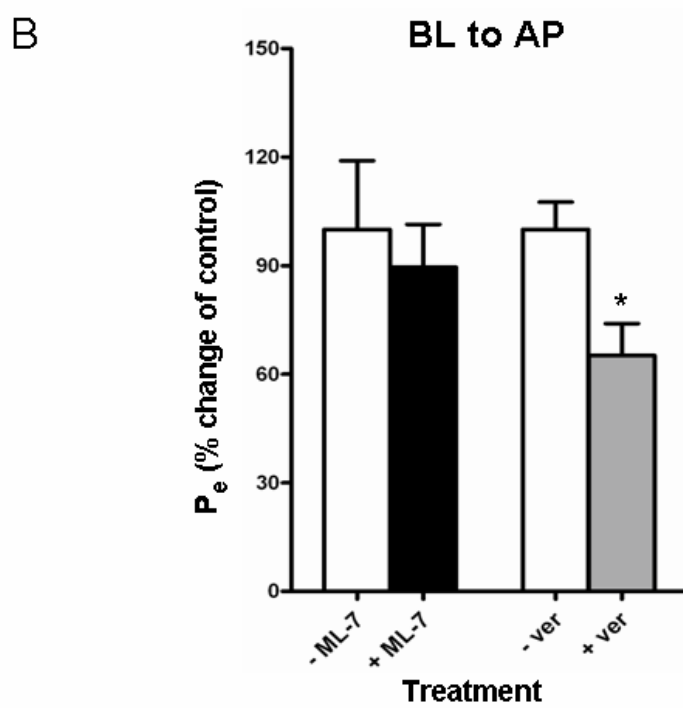 B
BL to AP
150
120
90
60
30
0
Pₑ (% change of control)
*
- ML-7
+ ML-7
- ver
+ ver
Treatment